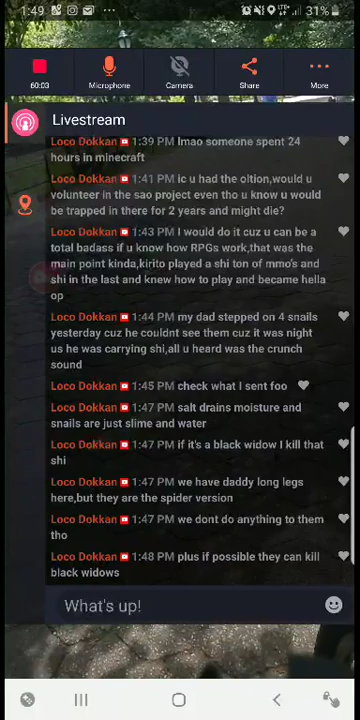 1:49
LTE+
31%
60:03
Microphone
Camera
Share
More
Livestream
Loco Dokkan 1:39 PM lmao someone spent 24
hours in minecraft
Loco Dokkan 1:41 PM ic u had the oltion,would u
volunteer in the sao project even tho u know u would
be trapped in there for 2 years and might die?
Loco Dokkan 1:43 PM I would do it cuz u can be a
total badass if u know how RPGs work,that was the
main point kinda,kirito played a shi ton of mmo's and
shi in the last and knew how to play and became hella
op
Loco Dokkan 1:44 PM my dad stepped on 4 snails
yesterday cuz he couldnt see them cuz it was night
us he was carrying shi,all u heard was the crunch
sound
Loco Dokkan 1:45 PM check what I sent foo
Loco Dokkan 1:47 PM salt drains moisture and
snails are just slime and water
Loco Dokkan 1:47 PM if it's a black widow I kill that
shi
Loco Dokkan 1:47 PM we have daddy long legs
here,but they are the spider version
Loco Dokkan 1:47 PM we dont do anything to them
tho
Loco Dokkan 1:48 PM plus if possible they can kill
black widows
What's up!